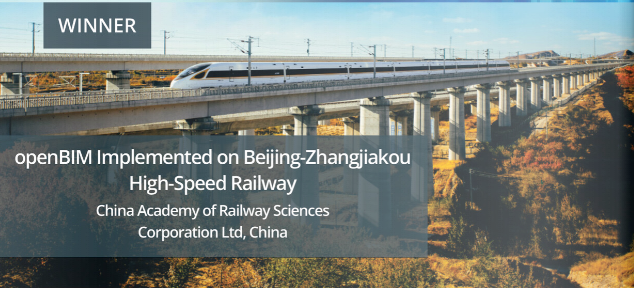 WINNER
openBIM Implemented on Beijing-Zhangjiakou
High-Speed Railway
China Academy of Railway Sciences
Corporation Ltd, China